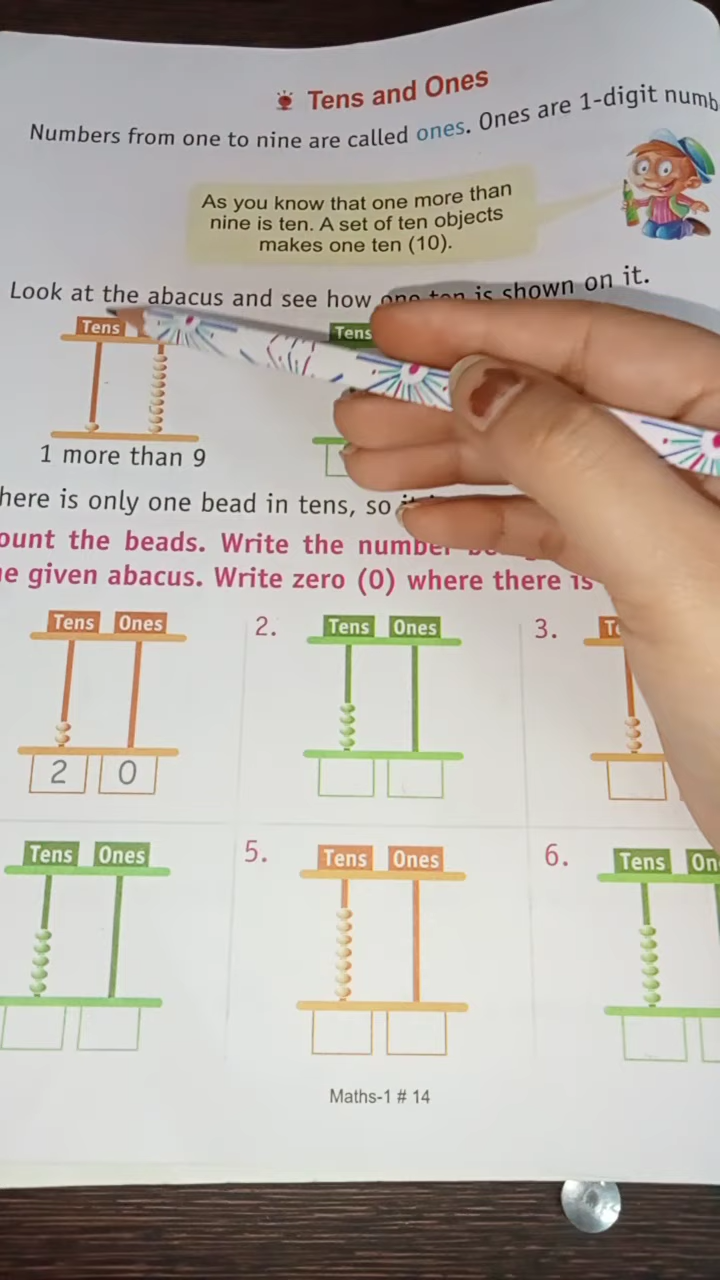 Tens and Ones
Numbers from one to nine are called ones. Ones are 1-digit numb
As you know that one more than
nine is ten. A set of ten objects
makes one ten (10).
Look at the abacus and see how one ten is shown on it.
Tens Tens
1 more than 9
here is only one bead in tens, so
ount the beads. Write the number
e given abacus. Write zero (0) where there is
Tens Ones 2. Tens Ones 3. T
2 0
Tens Ones 5. Tens Ones 6. Tens On
Maths-1 # 14